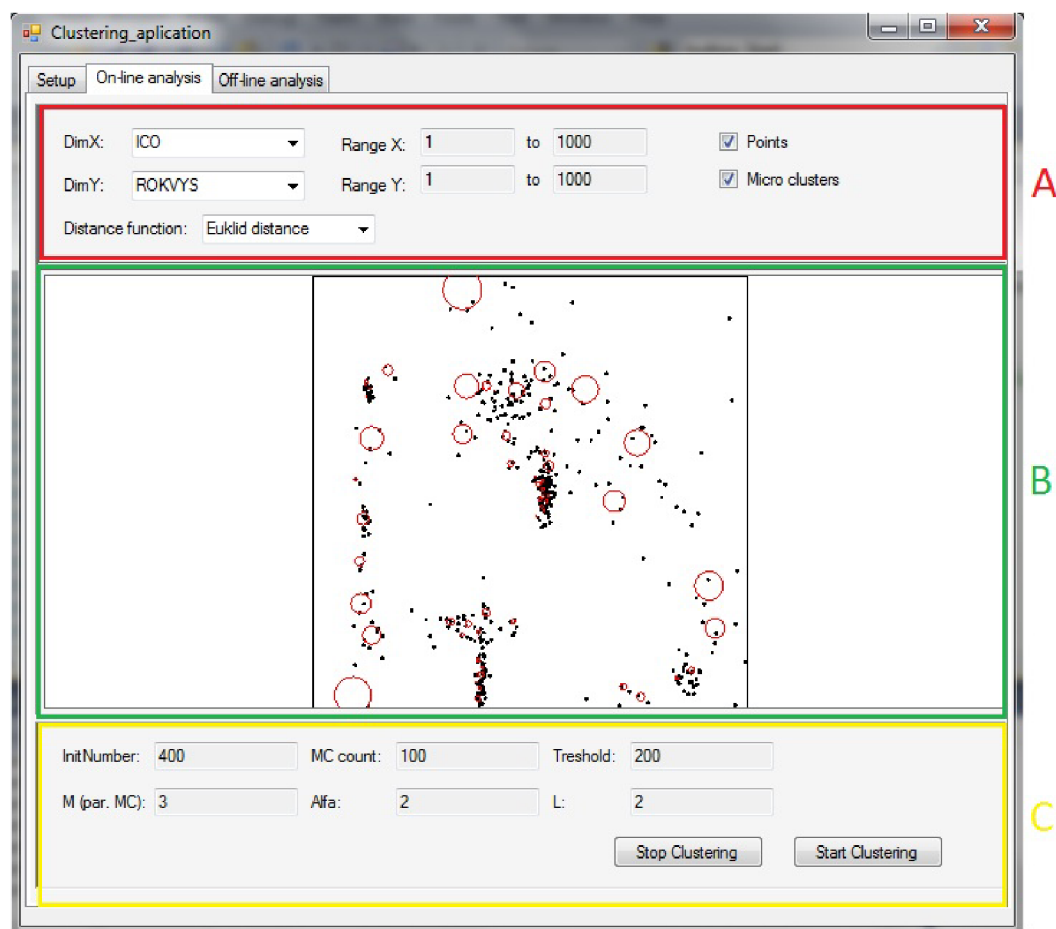 Clustering_aplication
Setup On-line analysis Off-line analysis
DimX: ICO Range X: 1 to 1000 Points
DimY: ROKVYS Range Y: 1 to 1000 Micro clusters
Distance function: Euklid distance
A
B
InitNumber: 400 MC count: 100 Treshold: 200
M (par. MC): 3 Alfa: 2 L: 2
C
Stop Clustering Start Clustering